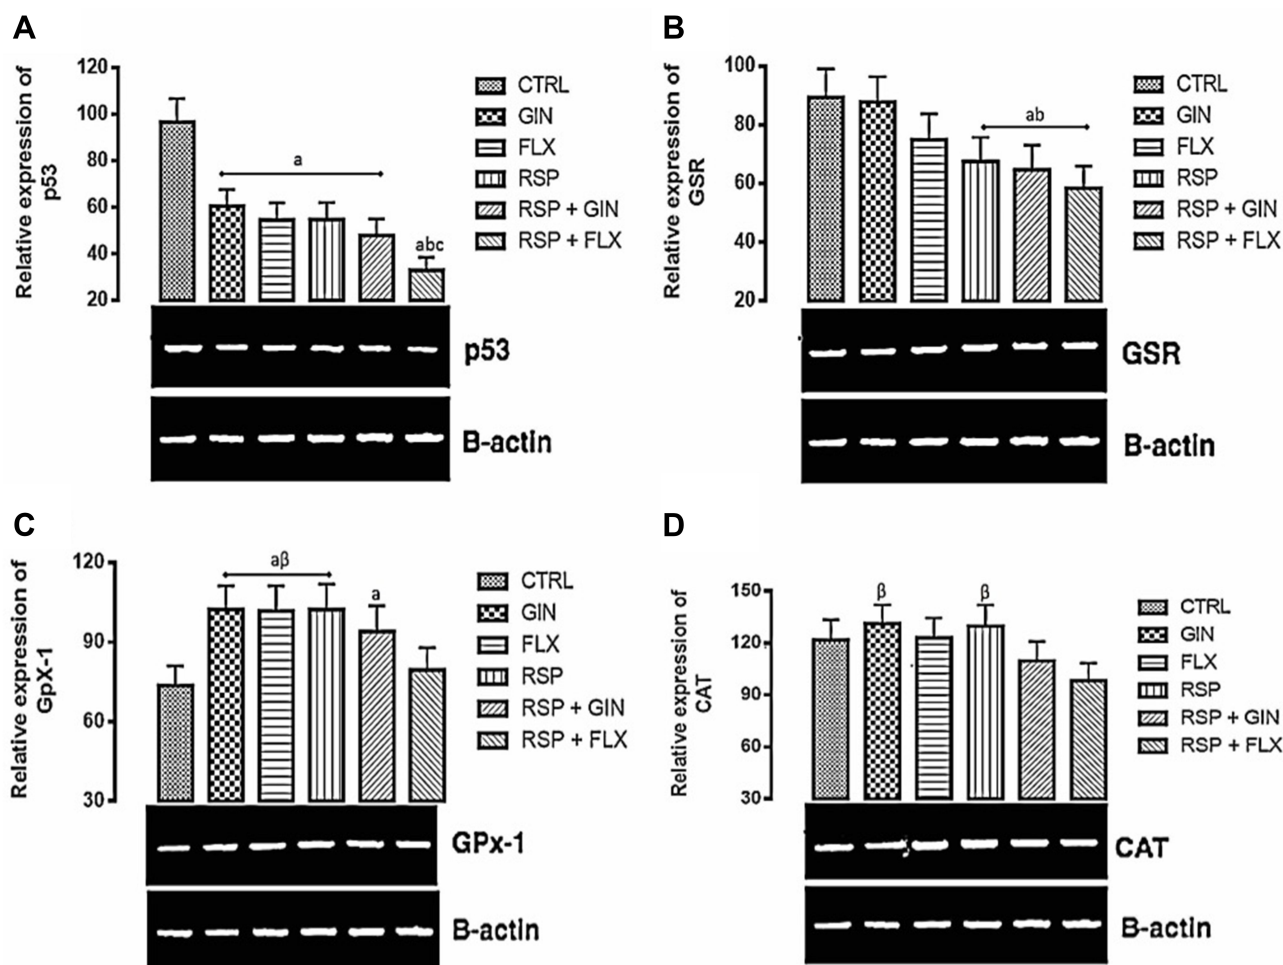 A
Relative expression of
p53
120
100
80
60
40
20
a
abc
CTRL
GIN
FLX
RSP
RSP + GIN
RSP + FLX
p53
B-actin
B
Relative expression of
GSR
100
80
60
40
20
ab
CTRL
GIN
FLX
RSP
RSP + GIN
RSP + FLX
GSR
B-actin
C
Relative expression of
GpX-1
120
90
60
30
aβ
a
CTRL
GIN
FLX
RSP
RSP + GIN
RSP + FLX
GPx-1
B-actin
D
Relative expression of
CAT
150
120
90
60
30
β
β
CTRL
GIN
FLX
RSP
RSP + GIN
RSP + FLX
CAT
B-actin